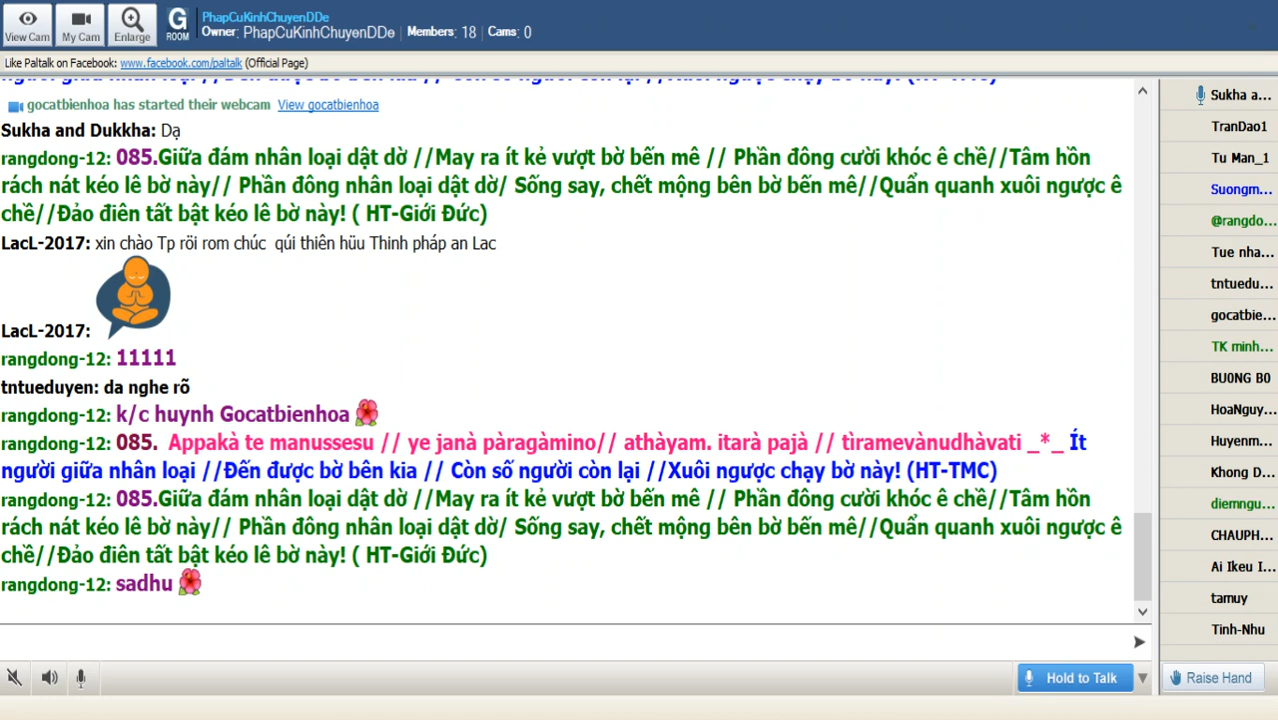 View Cam
My Cam
Enlarge
G
ROOM
PhapCuKinhChuyenDDe
Owner: PhapCuKinhChuyenDDe | Members: 18 | Cams: 0
Like Paltalk on Facebook: www.facebook.com/paltalk (Official Page)
gocatbienhoa has started their webcam View gocatbienhoa
Sukha and Dukkha: Dạ
rangdong-12: 085.Giữa đám nhân loại dật dờ //May ra ít kẻ vượt bờ bến mê // Phần đông cười khóc ê chề//Tâm hồn
rách nát kéo lê bờ này// Phần đông nhân loại dật dờ/ Sống say, chết mộng bên bờ bến mê//Quẩn quanh xuôi ngược ê
chề//Đảo điên tất bật kéo lê bờ này! ( HT-Giới Đức)
LacL-2017: xin chào Tp röi rom chúc qúi thiên hüu Thinh pháp an Lac
LacL-2017:
rangdong-12: 11111
tntueduyen: da nghe rõ
rangdong-12: k/c huynh Gocatbienhoa
rangdong-12: 085. Appakà te manussesu // ye janà pàragàmino// athàyam. itarà pajà // tìramevànudhàvati _*_ Ít
người giữa nhân loại //Đến được bờ bên kia // Còn số người còn lại //Xuôi ngược chạy bờ này! (HT-TMC)
rangdong-12: 085.Giữa đám nhân loại dật dờ //May ra ít kẻ vượt bờ bến mê // Phần đông cười khóc ê chề//Tâm hồn
rách nát kéo lê bờ này// Phần đông nhân loại dật dờ/ Sống say, chết mộng bên bờ bến mê//Quẩn quanh xuôi ngược ê
chề//Đảo điên tất bật kéo lê bờ này! ( HT-Giới Đức)
rangdong-12: sadhu
Sukha a...
TranDao1
Tu Man_1
Suongm...
@rangdo...
Tue nha...
tntuedu...
gocatbie...
TK minh...
BU0NG B0
HoaNguy...
Huyenm...
Khong D...
diemngu...
CHAUPH...
Ai Ikeu I...
tamuy
Tinh-Nhu
Hold to Talk
Raise Hand